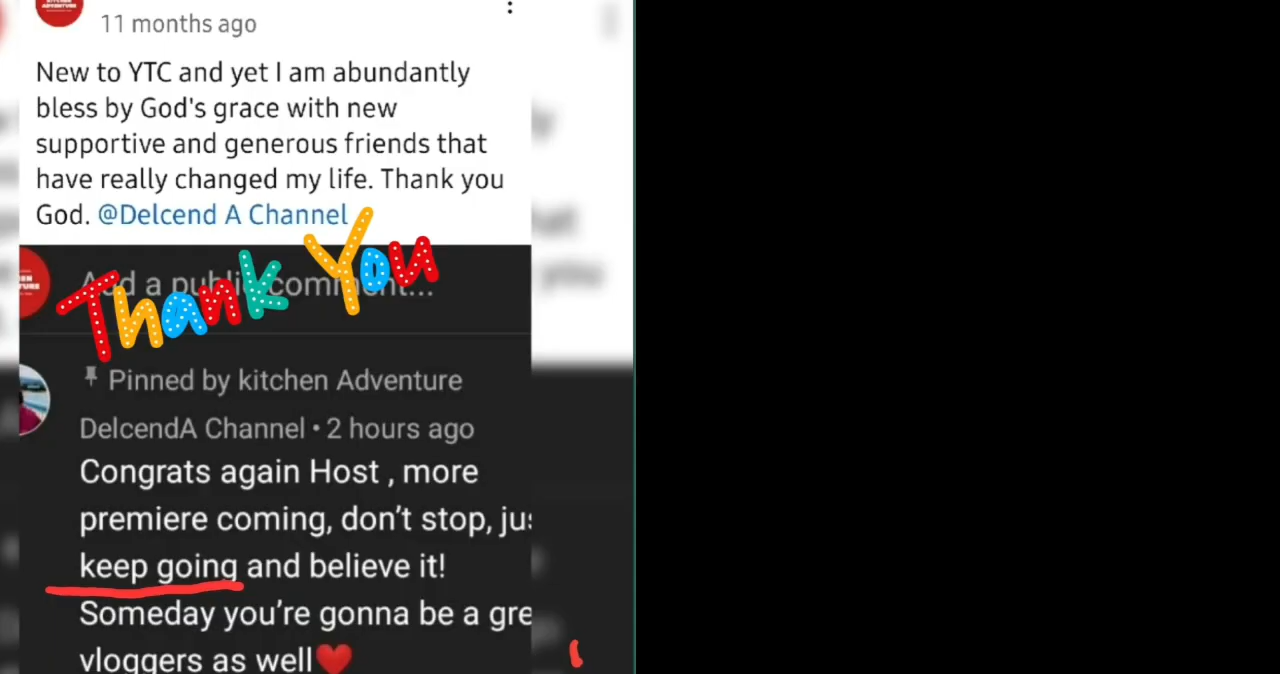 11 months ago
New to YTC and yet I am abundantly
bless by God's grace with new
supportive and generous friends that
have really changed my life. Thank you
God. @Delcend A Channel
Thank You
Add a public comment...
Pinned by kitchen Adventure
DelcendA Channel • 2 hours ago
Congrats again Host , more
premiere coming, don't stop, jus
keep going and believe it!
Someday you're gonna be a gre
vloggers as well❤️